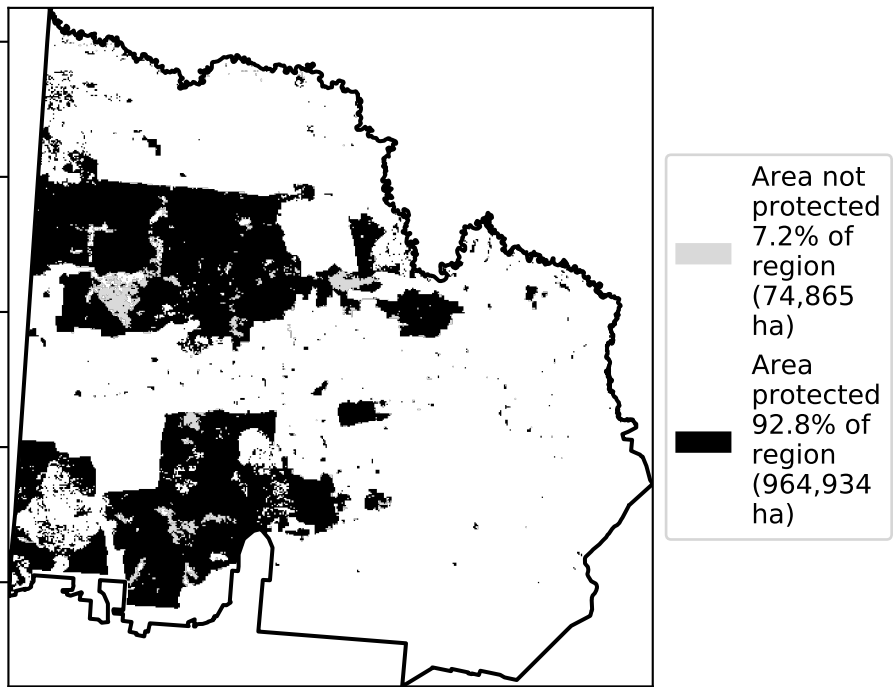 Area not
protected
7.2% of
region
(74,865
ha)
Area
protected
92.8% of
region
(964,934
ha)